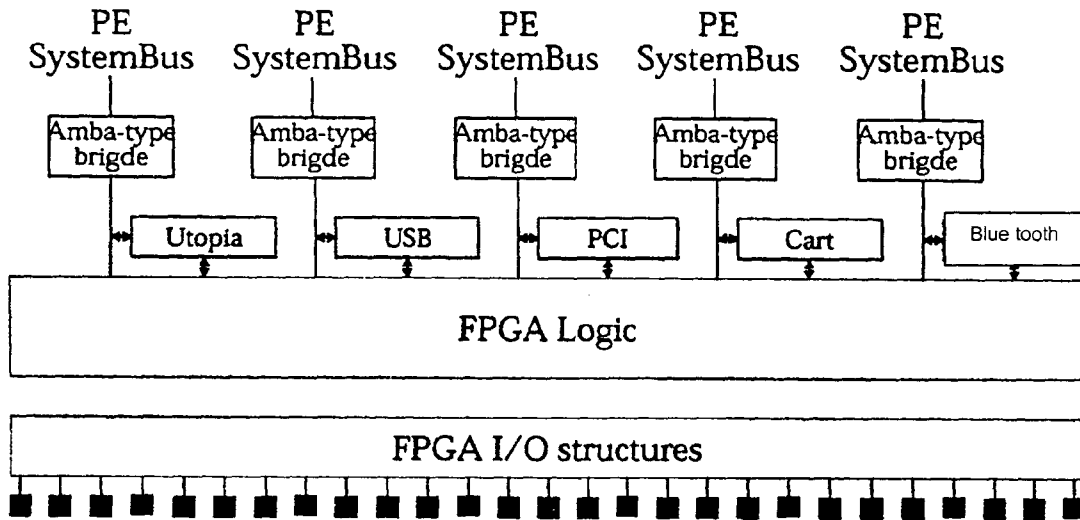 PE PE PE PE PE
SystemBus SystemBus SystemBus SystemBus SystemBus
Amba-type Amba-type Amba-type Amba-type Amba-type
brigde brigde brigde brigde brigde
Utopia USB PCI Cart Blue tooth
FPGA Logic
FPGA I/O structures